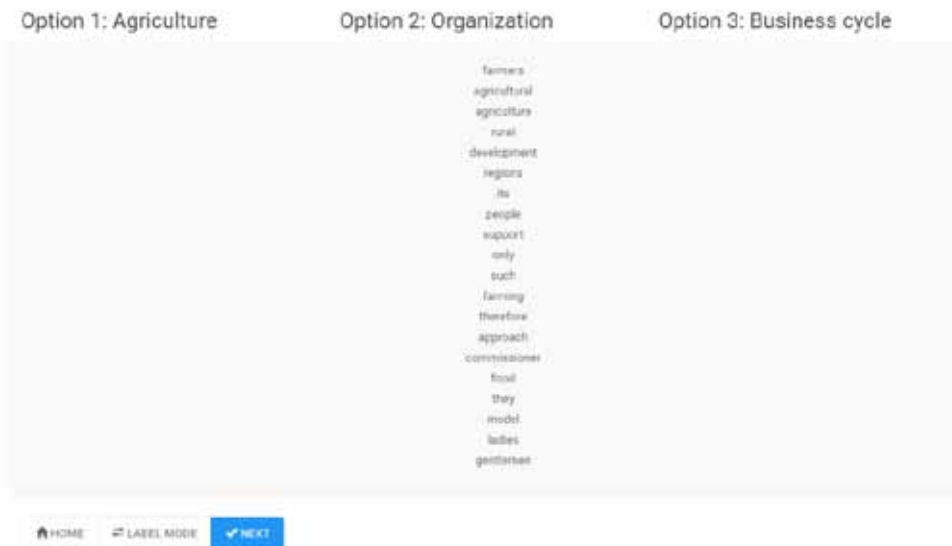 Option 1: Agriculture Option 2: Organization Option 3: Business cycle
farmers
agricultural
agriculture
rural
development
regions
its
people
support
only
such
farming
therefore
approach
commissioner
food
they
model
ladies
gentlemen
HOME LABEL MODE NEXT